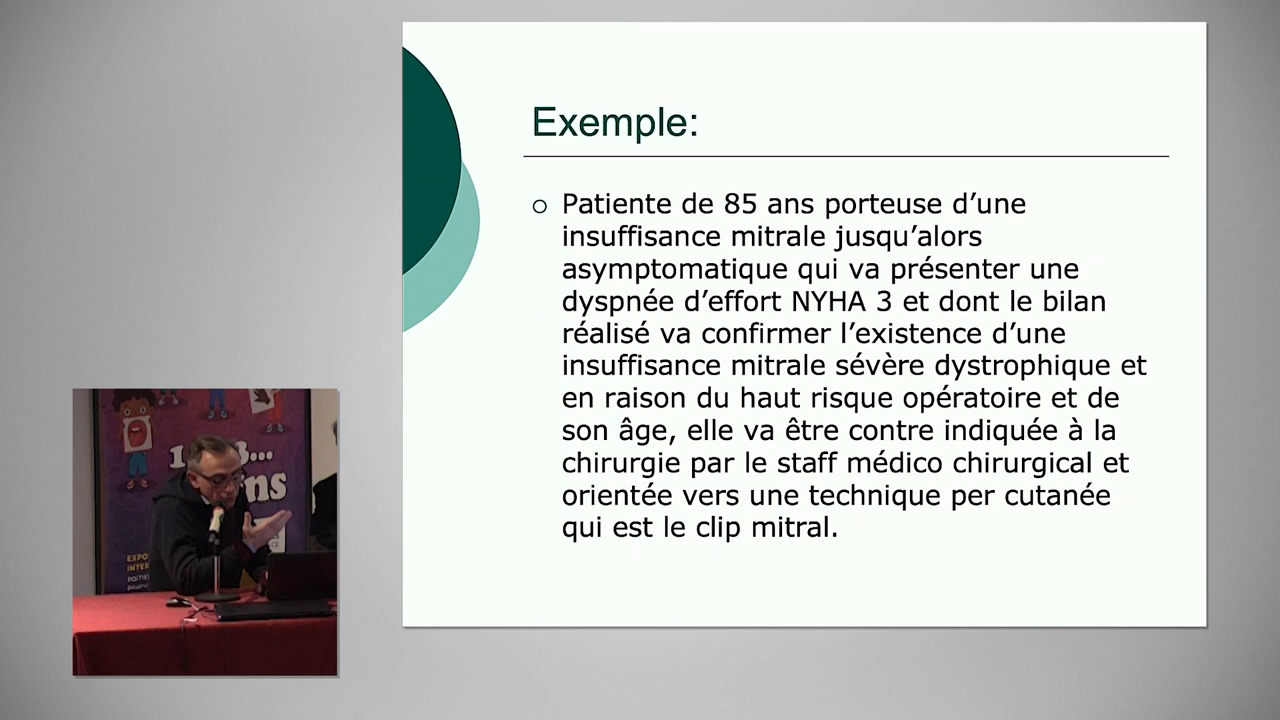 Exemple:
Patiente de 85 ans porteuse d’une
insuffisance mitrale jusqu’alors
asymptomatique qui va présenter une
dyspnée d’effort NYHA 3 et dont le bilan
réalisé va confirmer l’existence d’une
insuffisance mitrale sévère dystrophique et
en raison du haut risque opératoire et de
son âge, elle va être contre indiquée à la
chirurgie par le staff médico chirurgical et
orientée vers une technique per cutanée
qui est le clip mitral.
EXPO
INTER